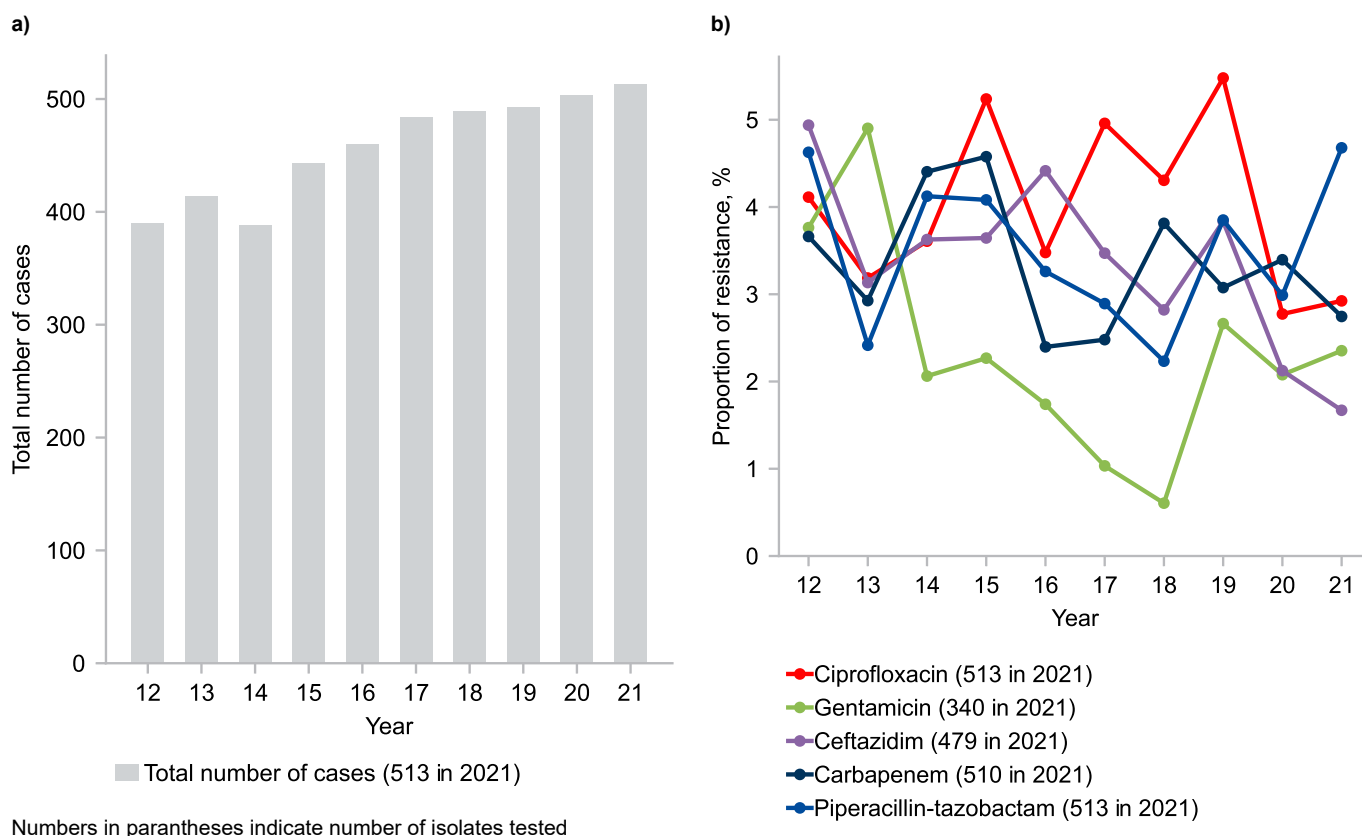 a)
Total number of cases
500
400
300
200
100
0
12 13 14 15 16 17 18 19 20 21
Year
Total number of cases (513 in 2021)
Numbers in parantheses indicate number of isolates tested
b)
Proportion of resistance, %
5
4
3
2
1
0
12 13 14 15 16 17 18 19 20 21
Year
Ciprofloxacin (513 in 2021)
Gentamicin (340 in 2021)
Ceftazidim (479 in 2021)
Carbapenem (510 in 2021)
Piperacillin-tazobactam (513 in 2021)